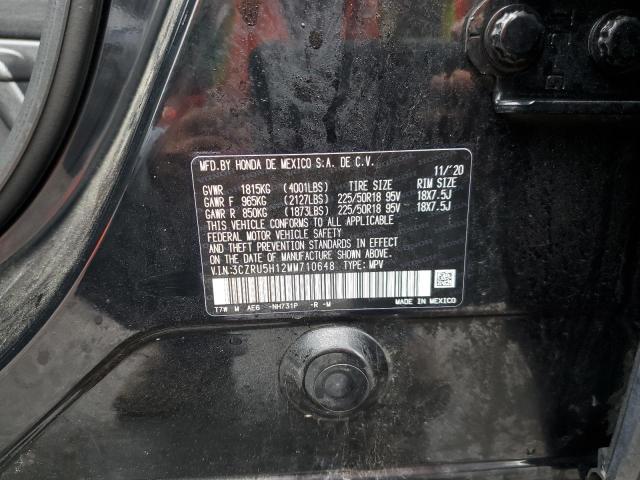 MFD.BY HONDA DE MEXICO S.A. DE C.V. 11/'20
GVWR 1815KG (4001LBS) TIRE SIZE RIM SIZE
GAWR F 965KG (2127LBS) 225/50R18 95V 18X7.5J
GAWR R 850KG (1873LBS) 225/50R18 95V 18X7.5J
THIS VEHICLE CONFORMS TO ALL APPLICABLE
FEDERAL MOTOR VEHICLE SAFETY
AND THEFT PREVENTION STANDARDS IN EFFECT
ON THE DATE OF MANUFACTURE SHOWN ABOVE.
V.I.N:3CZRU5H12MM710648 TYPE: MPV
T7W M AE6 -NH731P -R -M MADE IN MEXICO